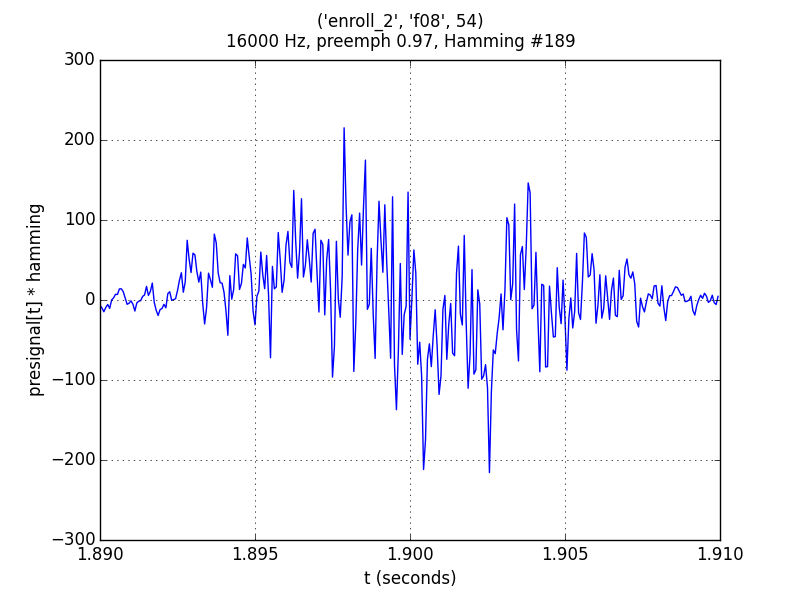 ('enroll_2', 'f08', 54)
16000 Hz, preemph 0.97, Hamming #189
300
200
100
0
−100
−200
−300
presignal[t] * hamming
1.890 1.895 1.900 1.905 1.910
t (seconds)